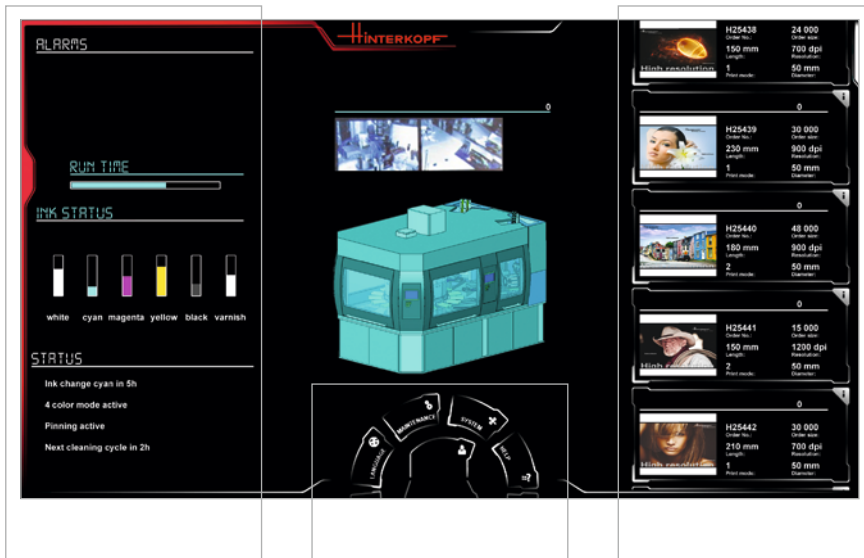 ALARMS
RUN TIME
INK STATUS
white cyan magenta yellow black varnish
STATUS
Ink change cyan in 5h
4 color mode active
Pinning active
Next cleaning cycle in 2h
HINTERKOPF
0
LANGUAGE
MAINTENANCE
SYSTEM
HELP
High resolution
H25438 24 000
Order No.: Order size:
150 mm 700 dpi
Length: Resolution:
1 50 mm
Print mode: Diameter:
0
H25439 30 000
Order No.: Order size:
230 mm 900 dpi
Length: Resolution:
1 50 mm
Print mode: Diameter:
0
H25440 48 000
Order No.: Order size:
180 mm 900 dpi
Length: Resolution:
2 50 mm
Print mode: Diameter:
0
H25441 15 000
Order No.: Order size:
150 mm 1200 dpi
Length: Resolution:
2 50 mm
Print mode: Diameter:
0
High resolution
H25442 30 000
Order No.: Order size:
210 mm 700 dpi
Length: Resolution:
1 50 mm
Print mode: Diameter: